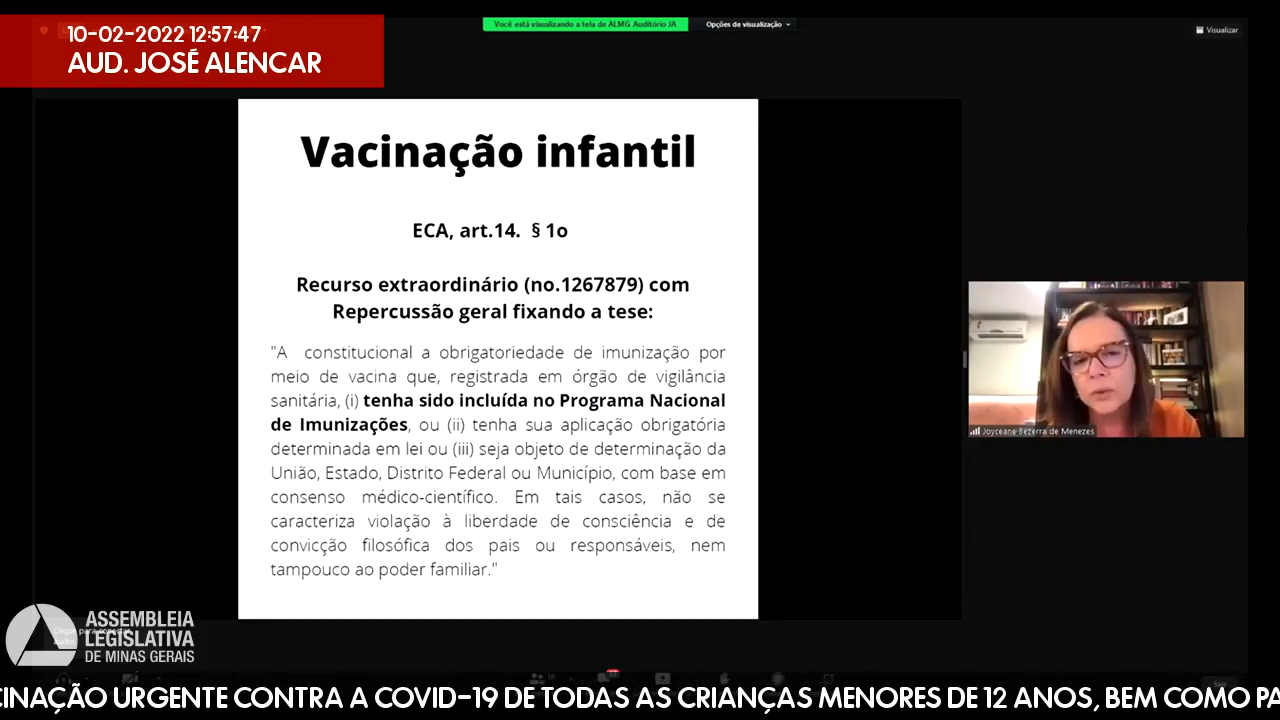 10-02-2022 12:57:47
AUD. JOSÉ ALENCAR
Você está visualizando a tela de ALMG Auditório JA
Opções de visualização
Visualizar
Vacinação infantil
ECA, art.14. § 1o
Recurso extraordinário (no.1267879) com
Repercussão geral fixando a tese:
"A constitucional a obrigatoriedade de imunização por
meio de vacina que, registrada em órgão de vigilância
sanitária, (i) tenha sido incluída no Programa Nacional
de Imunizações, ou (ii) tenha sua aplicação obrigatória
determinada em lei ou (iii) seja objeto de determinação da
União, Estado, Distrito Federal ou Município, com base em
consenso médico-científico. Em tais casos, não se
caracteriza violação à liberdade de consciência e de
convicção filosófica dos pais ou responsáveis, nem
tampouco ao poder familiar."
Joyceane Bezerra de Menezes
ASSEMBLEIA
LEGISLATIVA
DE MINAS GERAIS
CINAÇÃO URGENTE CONTRA A COVID-19 DE TODAS AS CRIANÇAS MENORES DE 12 ANOS, BEM COMO PA